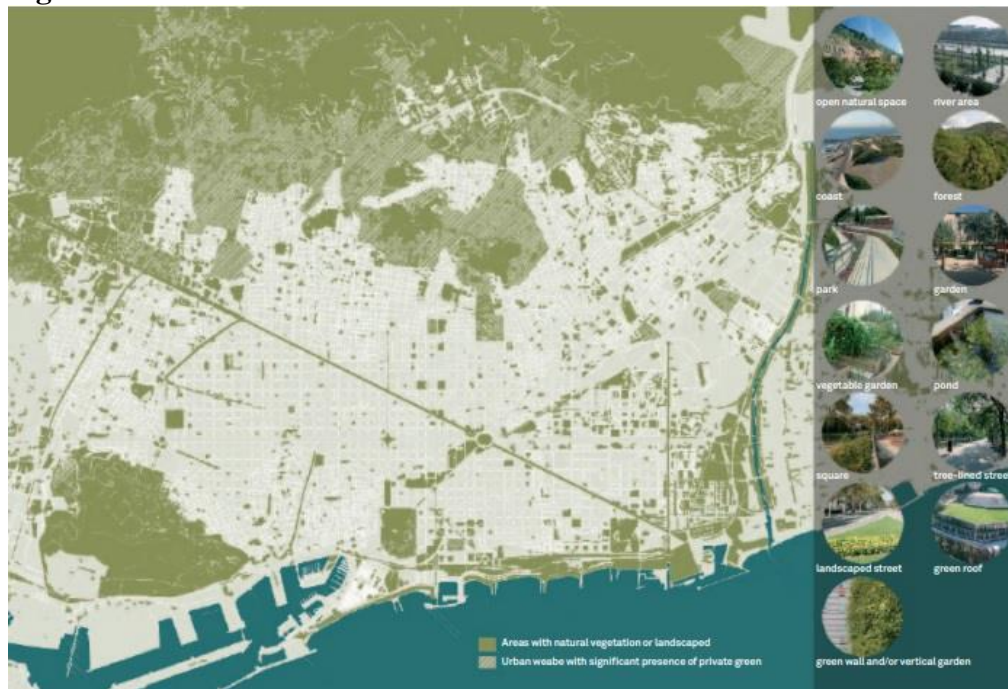 open natural space
river area
coast
forest
park
garden
vegetable garden
pond
square
tree-lined stree
landscaped street
green roof
green wall and/or vertical garden
Areas with natural vegetation or landscaped
Urban weabe with significant presence of private green